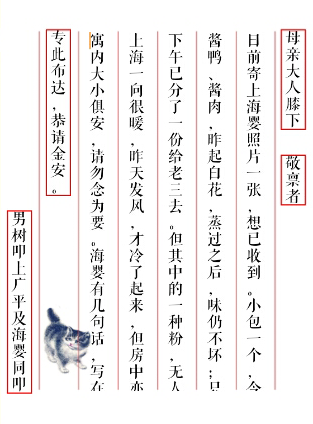 母亲大人膝下 敬禀者
日前寄上海婴照片一张，想已收到。小包一个，今
酱鸭、酱肉，昨起白花，蒸过之后，味仍不坏；只
下午已分了一份给老三去。但其中的一种粉，无人
上海一向很暖，昨天发风，才冷了起来，但房中亦
寓内大小俱安，请勿念为要。海婴有几句话，写在
专此布达，恭请金安。
男树叩上广平及海婴同叩